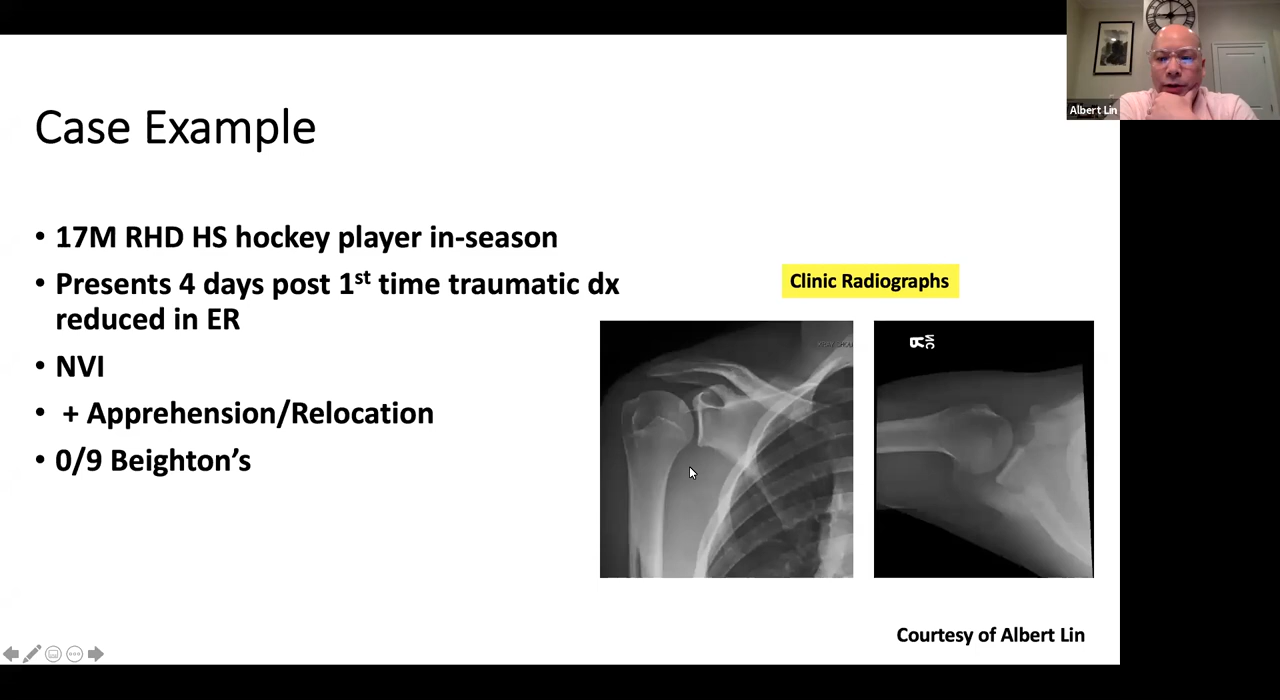 Albert Lin
Case Example
• 17M RHD HS hockey player in-season
• Presents 4 days post 1st time traumatic dx
reduced in ER
• NVI
• + Apprehension/Relocation
• 0/9 Beighton's
Clinic Radiographs
R
Courtesy of Albert Lin